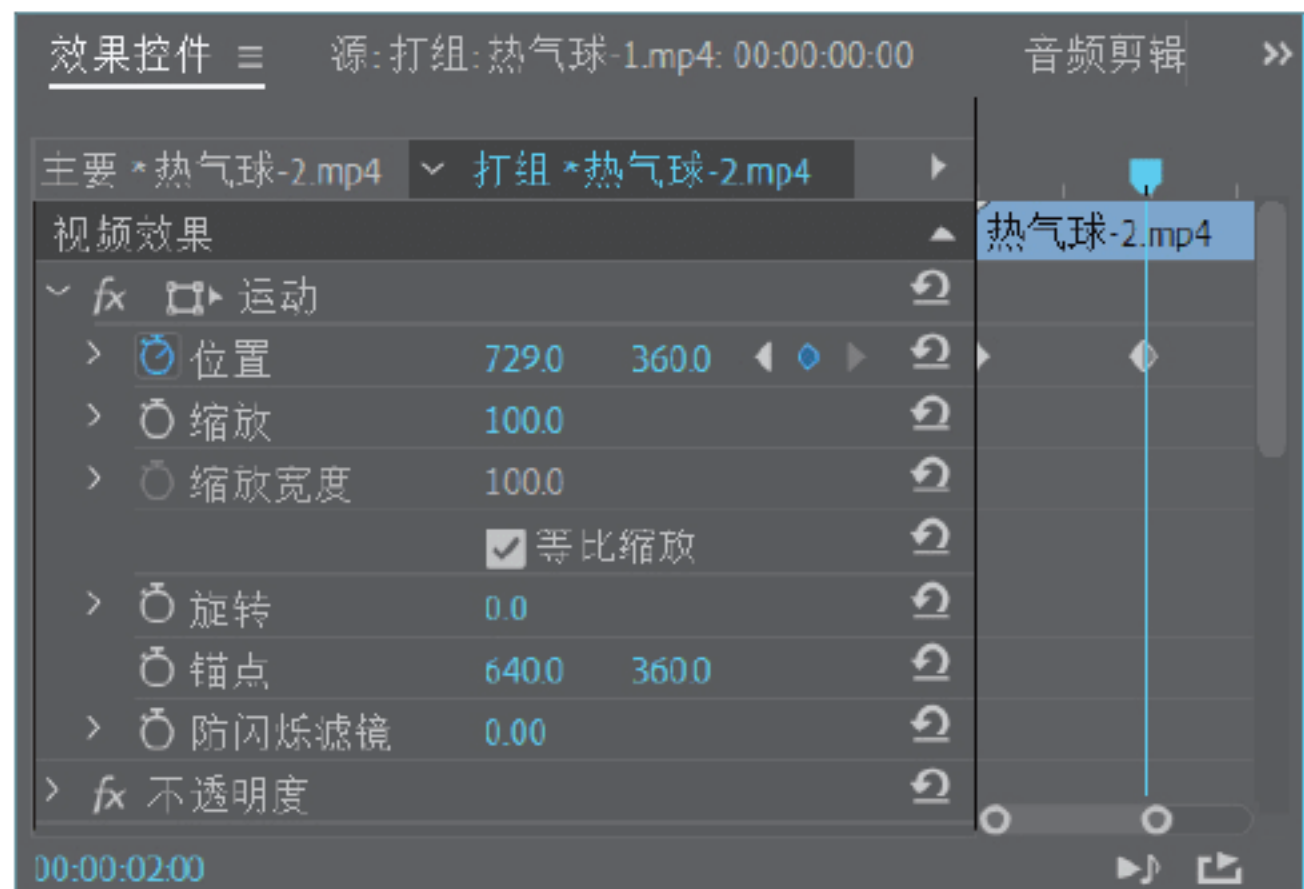 效果控件 源:打组:热气球-1.mp4: 00:00:00:00 音频剪辑
主要*热气球-2.mp4 打组*热气球-2.mp4
视频效果 热气球-2.mp4
fx 运动
位置 729.0 360.0
缩放 100.0
缩放宽度 100.0
等比缩放
旋转 0.0
锚点 640.0 360.0
防闪烁滤镜 0.00
fx 不透明度
00:00:02:00